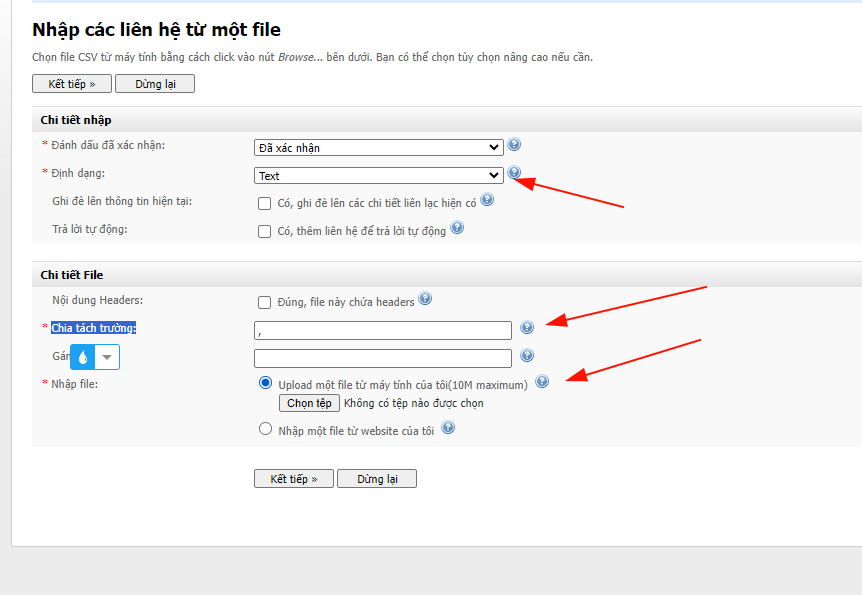 Nhập các liên hệ từ một file
Chọn file CSV từ máy tính bằng cách click vào nút Browse... bên dưới. Bạn có thể chọn tùy chọn nâng cao nếu cần.
Kết tiếp » Dừng lại
Chi tiết nhập
* Đánh dấu đã xác nhận: Đã xác nhận
* Định dạng: Text
Ghi đè lên thông tin hiện tại: Có, ghi đè lên các chi tiết liên lạc hiện có
Trả lời tự động: Có, thêm liên hệ để trả lời tự động
Chi tiết File
Nội dung Headers: Đúng, file này chứa headers
* Chia tách trường: ,
* Nhập file: Upload một file từ máy tính của tôi(10M maximum)
Chọn tệp Không có tệp nào được chọn
Nhập một file từ website của tôi
Kết tiếp » Dừng lại